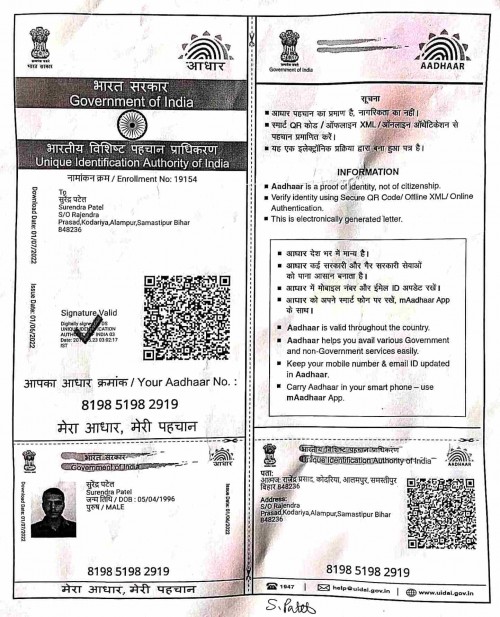 भारत सरकार
आधार
भारत सरकार
Government of India
भारतीय विशिष्ट पहचान प्राधिकरण
Unique Identification Authority of India
नामांकन क्रम / Enrollment No: 19154
To
सुरेंद्र पटेल
Surendra Patel
S/O Rajendra
Prasad,Kodariya,Alampur,Samastipur Bihar
848236
Download Date: 01/07/2022
Issue Date: 01/06/2022
Signature Valid
Digitally signed DS
UNIQUE IDENTIFICATION
AUTHORITY OF INDIA 03
IST
आपका आधार क्रमांक / Your Aadhaar No. :
8198 5198 2919
मेरा आधार, मेरी पहचान
भारत सरकार
Government of India
आधार
Download Date: 01/07/2022
सुरेंद्र पटेल
Surendra Patel
जन्म तिथि / DOB : 05/04/1996
पुरुष / MALE
Issue Date: 01/06/2022
8198 5198 2919
मेरा आधार, मेरी पहचान
Government of India
AADHAAR
सूचना
आधार पहचान का प्रमाण है, नागरिकता का नहीं।
स्मार्ट QR कोड / ऑफलाइन XML / ऑनलाइन ऑथेंटिकेशन से
पहचान प्रमाणित करें।
यह एक इलेक्ट्रॉनिक प्रक्रिया द्वारा बना हुआ पत्र है।
INFORMATION
Aadhaar is a proof of identity, not of citizenship.
Verify identity using Secure QR Code/ Offline XML/ Online
Authentication.
This is electronically generated letter.
आधार देश भर में मान्य है।
आधार कई सरकारी और गैर सरकारी सेवाओं
को पाना आसान बनाता है।
आधार में मोबाइल नंबर और ईमेल ID अपडेट रखें।
आधार को अपने स्मार्ट फोन पर रखें, mAadhaar App
के साथ।
Aadhaar is valid throughout the country.
Aadhaar helps you avail various Government
and non-Government services easily.
Keep your mobile number & email ID updated
in Aadhaar.
Carry Aadhaar in your smart phone – use
mAadhaar App.
भारतीय विशिष्ट पहचान प्राधिकरण
Unique Identification Authority of India
AADHAAR
पता:
आत्मज: राजेंद्र प्रसाद, कोदरिया, आलमपुर, समस्तीपुर
बिहार 848236
Address:
S/O Rajendra
Prasad,Kodariya,Alampur,Samastipur Bihar
848236
8198 5198 2919
1947
help@uidai.gov.in
www.uidai.gov.in
S. Patel